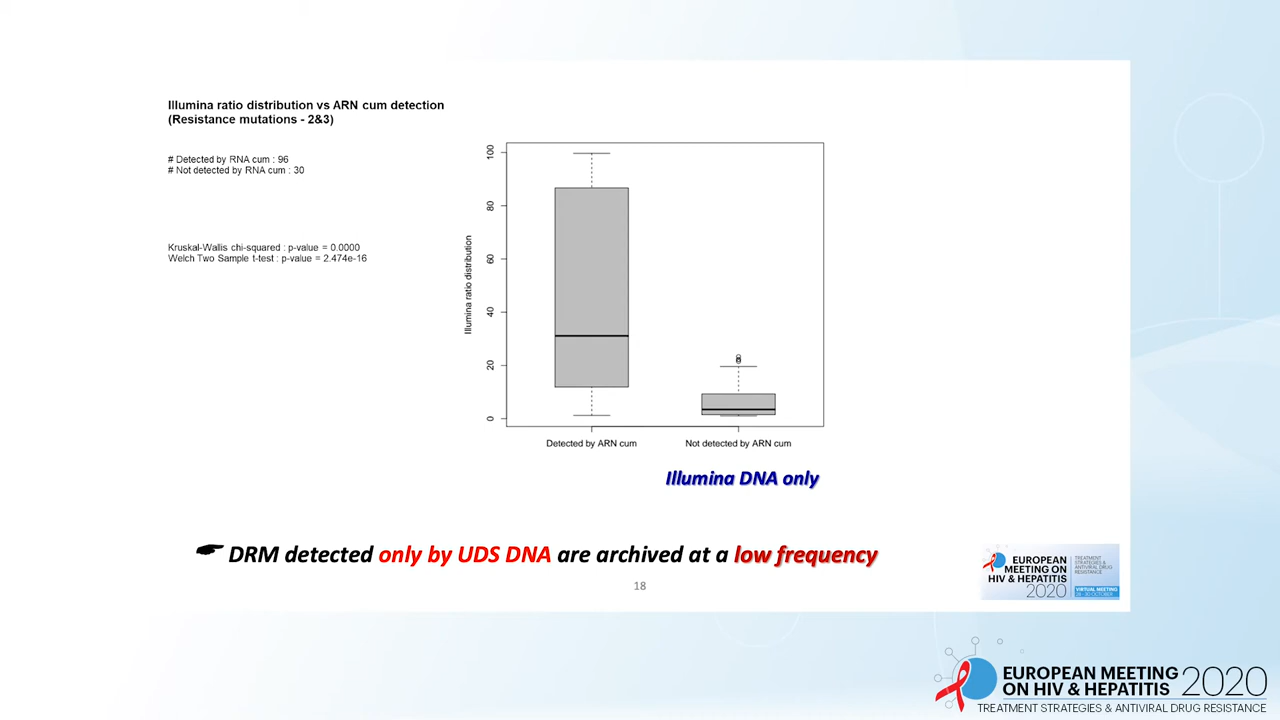 Illumina ratio distribution vs ARN cum detection
(Resistance mutations - 2&3)
# Detected by RNA cum : 96
# Not detected by RNA cum : 30
Kruskal-Wallis chi-squared : p-value = 0.0000
Welch Two Sample t-test : p-value = 2.474e-16
Illumina ratio distribution
100
80
60
40
20
0
Detected by ARN cum
Not detected by ARN cum
Illumina DNA only
DRM detected only by UDS DNA are archived at a low frequency
18
EUROPEAN
MEETING ON
HIV & HEPATITIS
2020
TREATMENT
STRATEGIES &
ANTIVIRAL DRUG
RESISTANCE
VIRTUAL MEETING
EUROPEAN MEETING
ON HIV & HEPATITIS 2020
TREATMENT STRATEGIES & ANTIVIRAL DRUG RESISTANCE